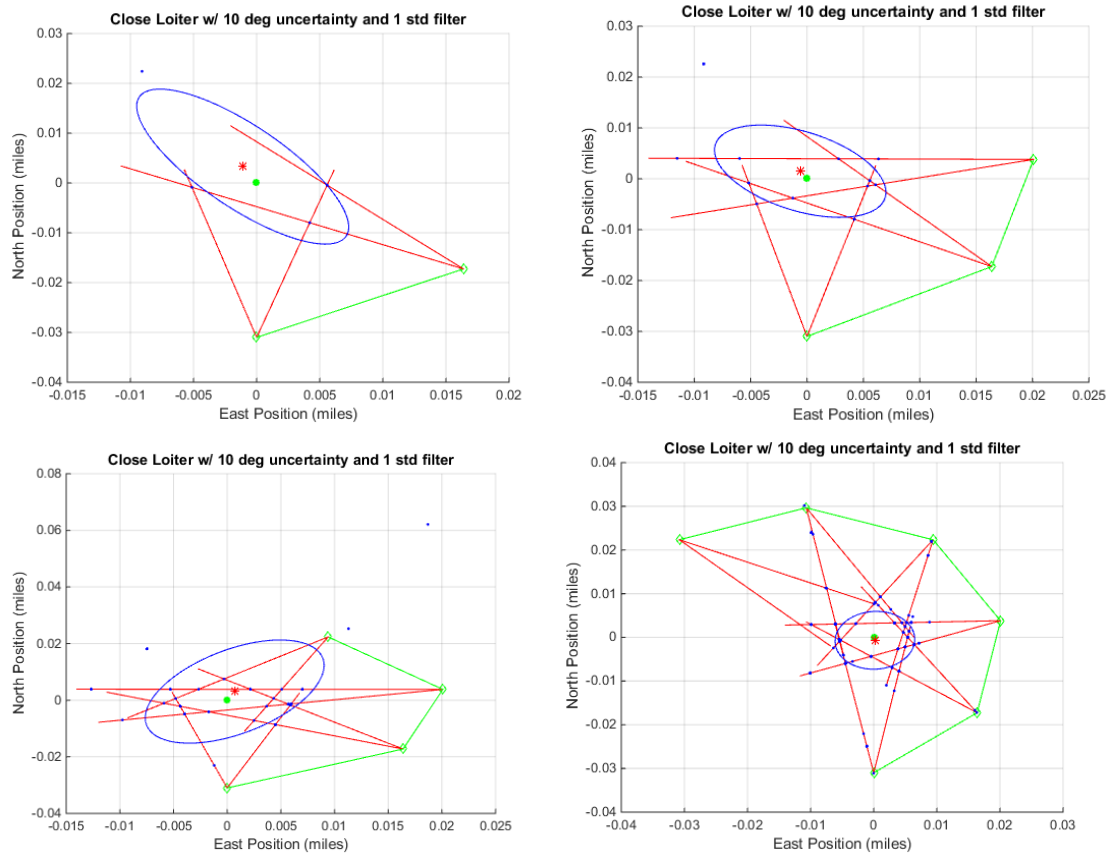 Close Loiter w/ 10 deg uncertainty and 1 std filter
0.03
0.02
0.01
0
-0.01
-0.02
-0.03
-0.04
North Position (miles)
-0.015 -0.01 -0.005 0 0.005 0.01 0.015 0.02
East Position (miles)
Close Loiter w/ 10 deg uncertainty and 1 std filter
0.03
0.02
0.01
0
-0.01
-0.02
-0.03
-0.04
North Position (miles)
-0.015 -0.01 -0.005 0 0.005 0.01 0.015 0.02 0.025
East Position (miles)
Close Loiter w/ 10 deg uncertainty and 1 std filter
0.08
0.06
0.04
0.02
0
-0.02
-0.04
North Position (miles)
-0.015 -0.01 -0.005 0 0.005 0.01 0.015 0.02 0.025
East Position (miles)
Close Loiter w/ 10 deg uncertainty and 1 std filter
0.04
0.03
0.02
0.01
0
-0.01
-0.02
-0.03
-0.04
North Position (miles)
-0.04 -0.03 -0.02 -0.01 0 0.01 0.02 0.03
East Position (miles)